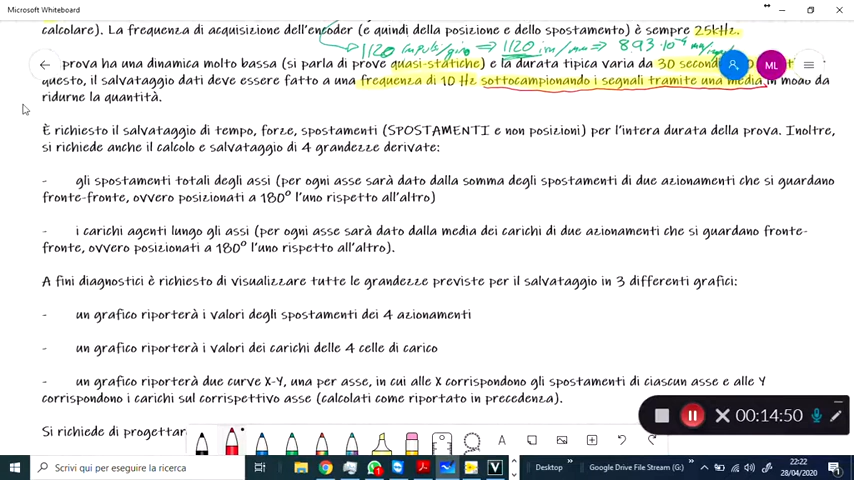 Microsoft Whiteboard
calcolare). La frequenza di acquisizione dell'encoder (e quindi della posizione e dello spostamento) è sempre 25kHz.
1120 impulsi/giro ⇒ 1120 im/mm ⇒ 893·10⁻⁶
prova ha una dinamica molto bassa (si parla di prove quasi-statiche) e la durata tipica varia da 30 second
questo, il salvataggio dati deve essere fatto a una frequenza di 10 Hz sottocampionando i segnali tramite una media in modo da
ridurne la quantità.
È richiesto il salvataggio di tempo, forze, spostamenti (SPOSTAMENTI e non posizioni) per l'intera durata della prova. Inoltre,
si richiede anche il calcolo e salvataggio di 4 grandezze derivate:
- gli spostamenti totali degli assi (per ogni asse sarà dato dalla somma degli spostamenti di due azionamenti che si guardano
fronte-fronte, ovvero posizionati a 180° l'uno rispetto all'altro)
- i carichi agenti lungo gli assi (per ogni asse sarà dato dalla media dei carichi di due azionamenti che si guardano fronte-
fronte, ovvero posizionati a 180° l'uno rispetto all'altro).
A fini diagnostici è richiesto di visualizzare tutte le grandezze previste per il salvataggio in 3 differenti grafici:
- un grafico riporterà i valori degli spostamenti dei 4 azionamenti
- un grafico riporterà i valori dei carichi delle 4 celle di carico
- un grafico riporterà due curve X-Y, una per asse, in cui alle X corrispondono gli spostamenti di ciascun asse e alle Y
corrispondono i carichi sul corrispettivo asse (calcolati come riportato in precedenza).
Si richiede di progettar
ML
00:14:50
Scrivi qui per eseguire la ricerca
Desktop
Google Drive File Stream (G:)
22:22
28/04/2020